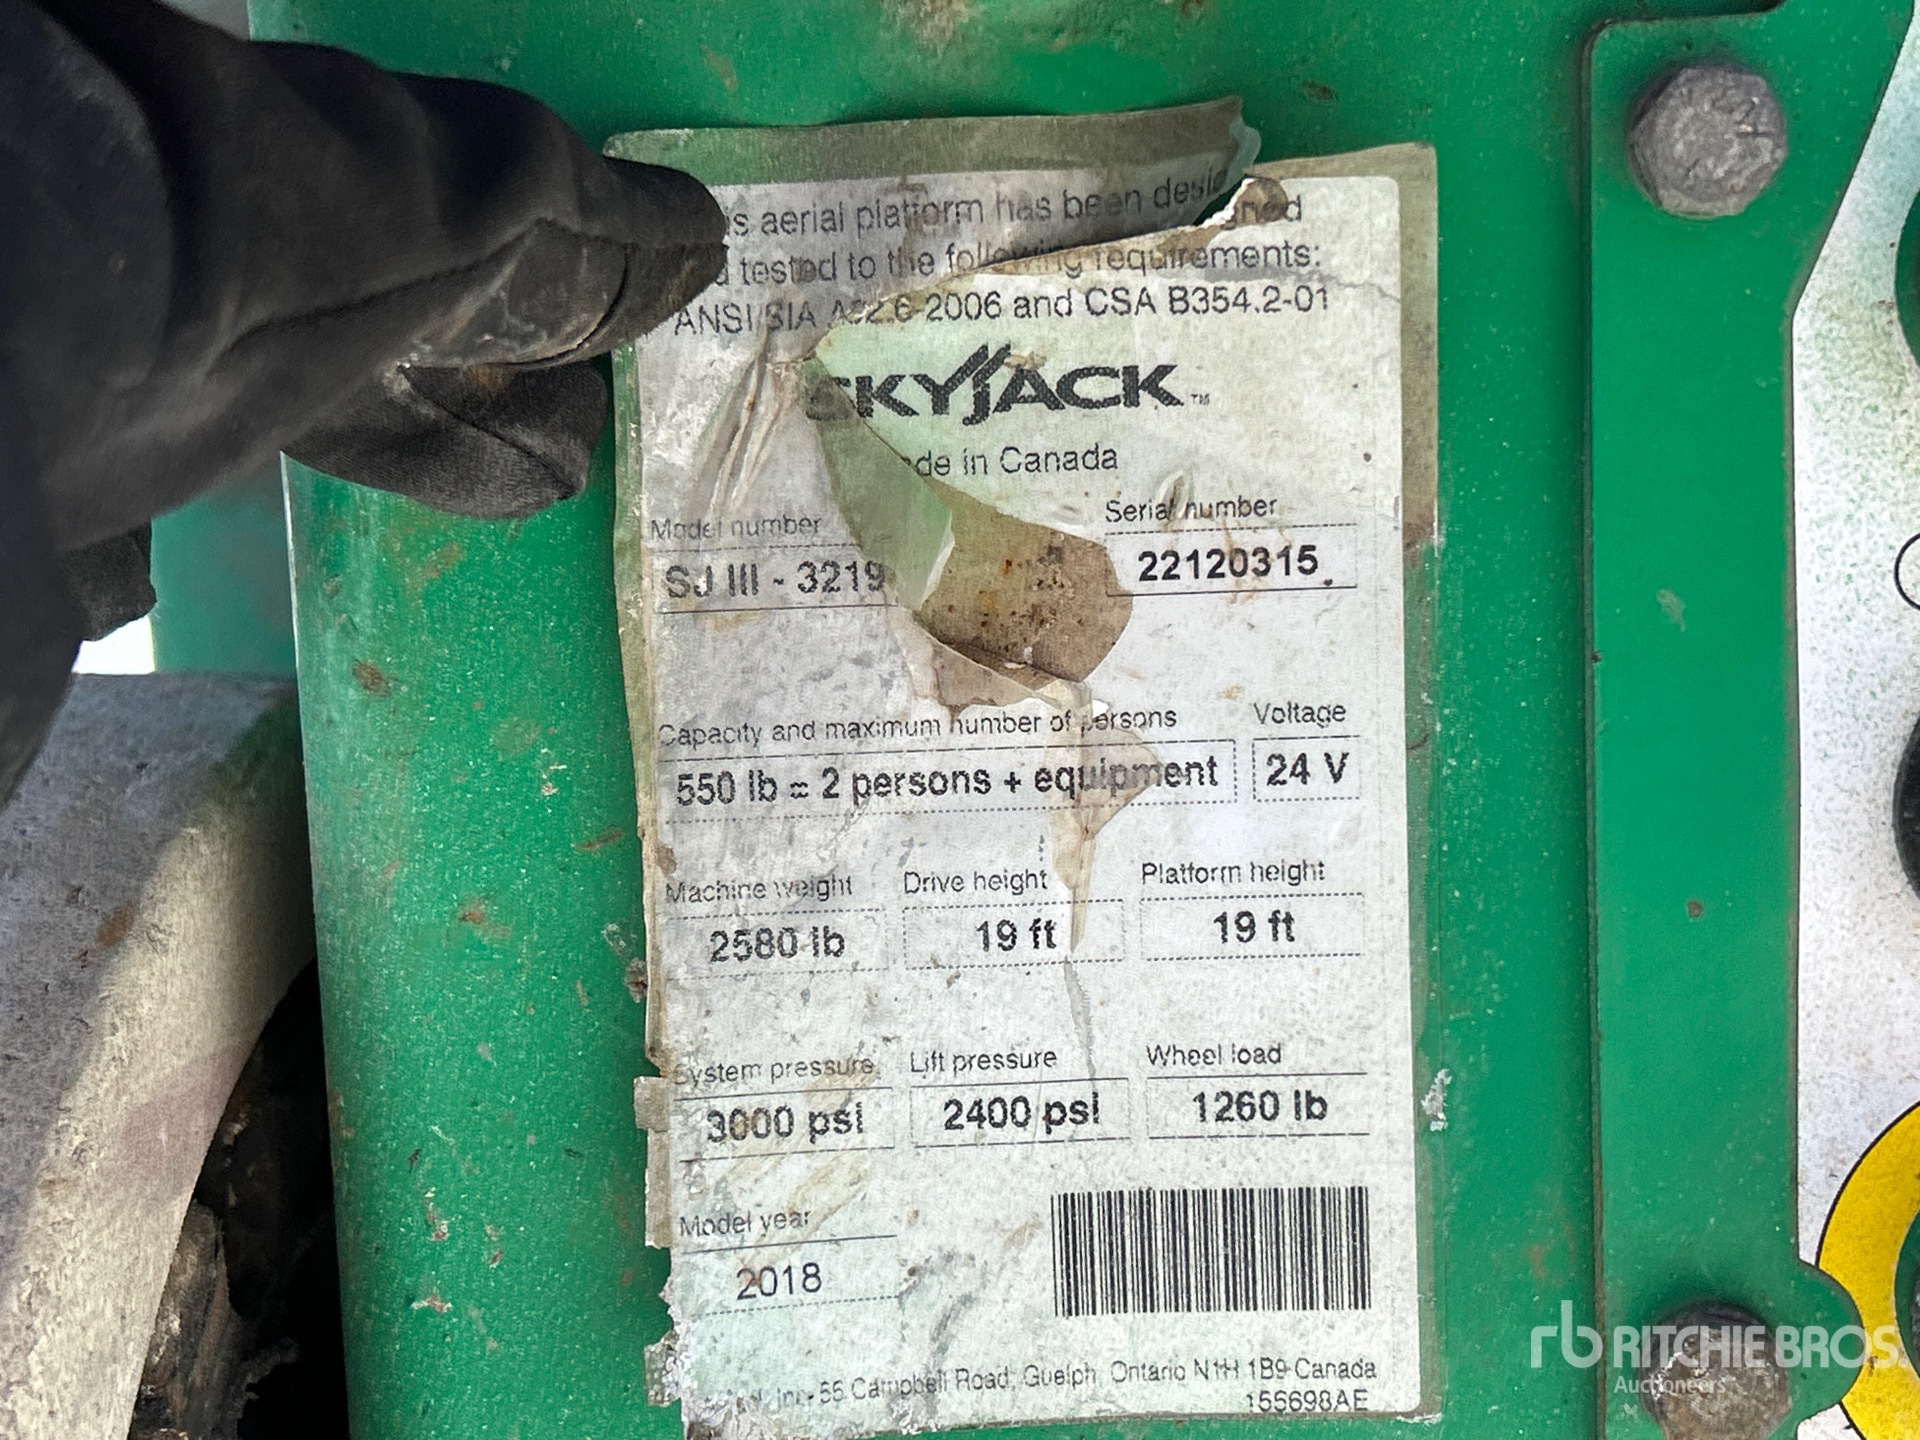 is aerial platform has been designed
tested to the following requirements:
ANSI/SIA A92.6-2006 and CSA B354.2-01
SKYJACK™
de in Canada
Model number Serial number
SJ III - 3219 22120315
Capacity and maximum number of persons Voltage
550 lb = 2 persons + equipment 24 V
Machine weight Drive height Platform height
2580 lb 19 ft 19 ft
System pressure Lift pressure Wheel load
3000 psi 2400 psi 1260 lb
Model year
2018
55 Campbell Road, Guelph, Ontario N1H 1B9 Canada
155698AE
rb RITCHIE BROS.
Auctioneers